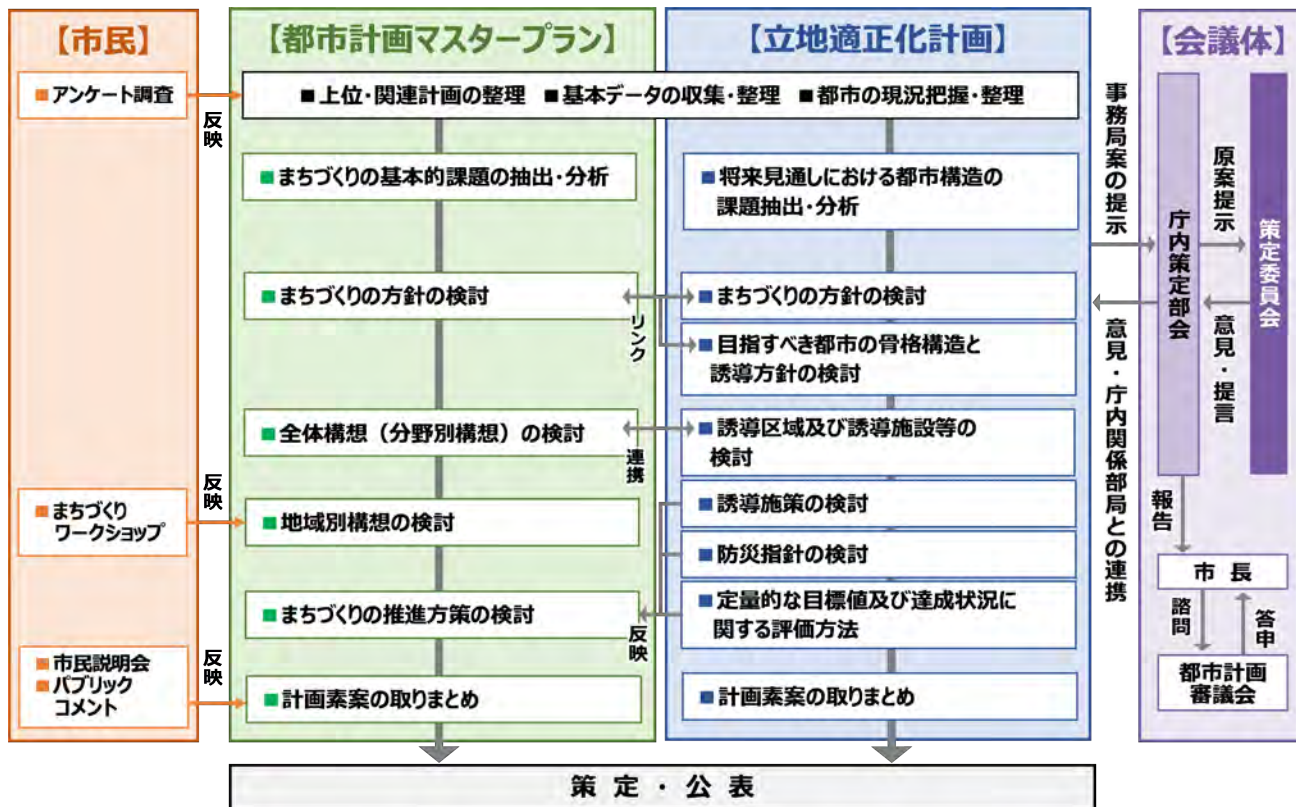 【市民】
■アンケート調査
反映
■まちづくり
ワークショップ
反映
■市民説明会
■パブリック
コメント
反映
【都市計画マスタープラン】
【立地適正化計画】
■上位・関連計画の整理 ■基本データの収集・整理 ■都市の現況把握・整理
■まちづくりの基本的課題の抽出・分析
■まちづくりの方針の検討
■全体構想（分野別構想）の検討
■地域別構想の検討
■まちづくりの推進方策の検討
■計画素案の取りまとめ
リンク
連携
反映
■将来見通しにおける都市構造の
課題抽出・分析
■まちづくりの方針の検討
■目指すべき都市の骨格構造と
誘導方針の検討
■誘導区域及び誘導施設等の
検討
■誘導施策の検討
■防災指針の検討
■定量的な目標値及び達成状況に
関する評価方法
■計画素案の取りまとめ
事務局案の提示
意見・庁内関係部局との連携
【会議体】
庁内策定部会
原案提示
意見・提言
策定委員会
報告
市長
諮問
答申
都市計画
審議会
策定・公表